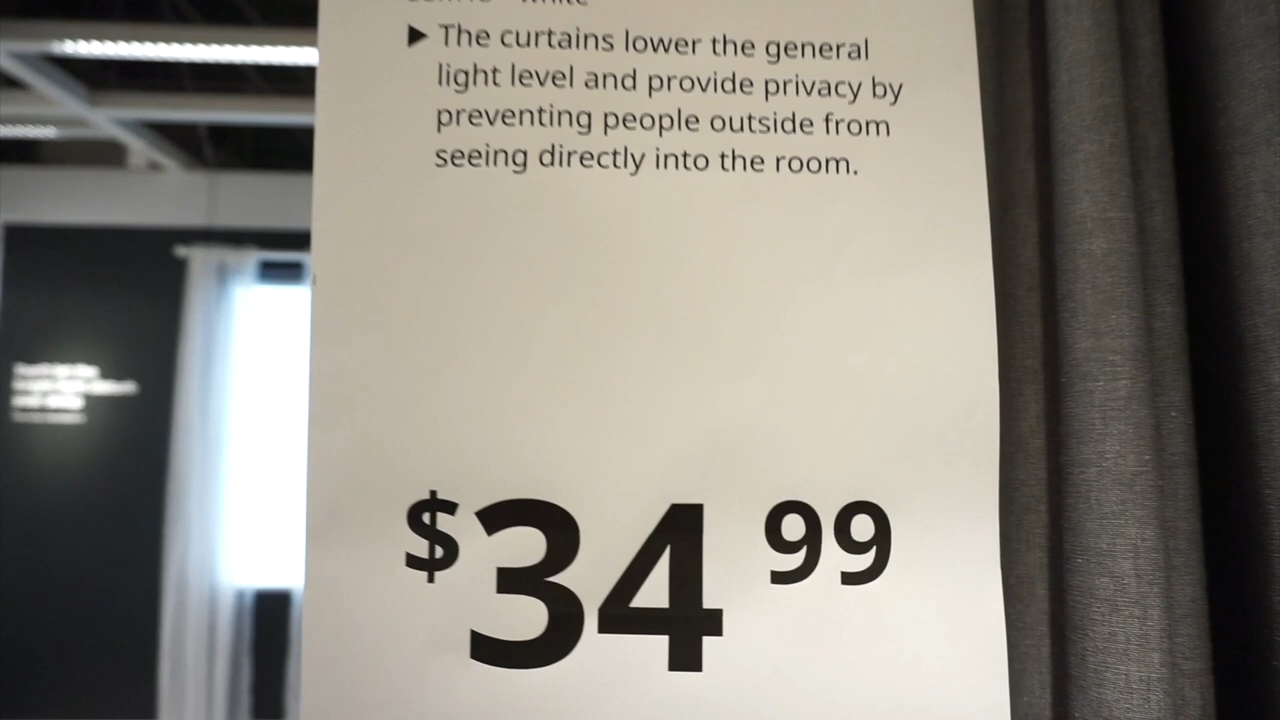 ► The curtains lower the general
light level and provide privacy by
preventing people outside from
seeing directly into the room.
$34 99